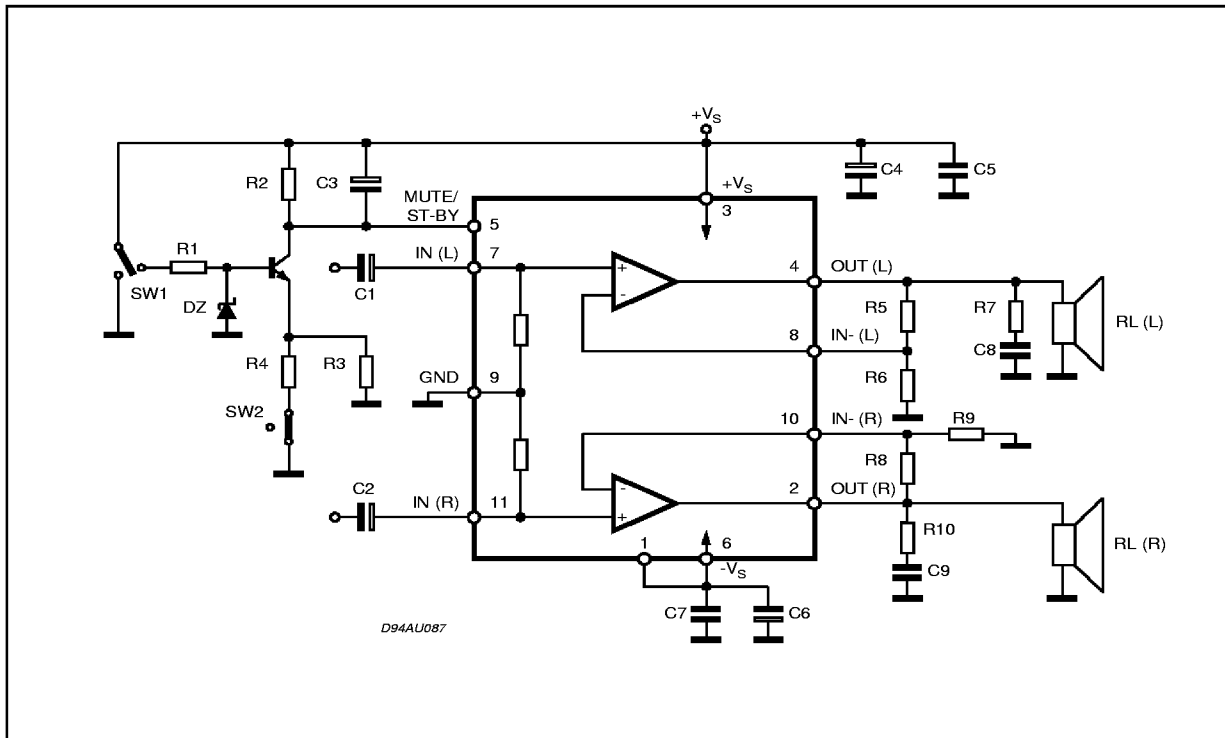 +VS
R2
C3
C4
C5
MUTE/
ST-BY
5
+VS
3
R1
SW1
DZ
IN (L)
7
C1
+
-
4
OUT (L)
R5
R7
RL (L)
8
IN- (L)
C8
R4
R3
R6
GND
9
SW2
10
IN- (R)
R9
R8
C2
IN (R)
11
-
+
2
OUT (R)
R10
RL (R)
1
6
-VS
C9
C7
C6
D94AU087